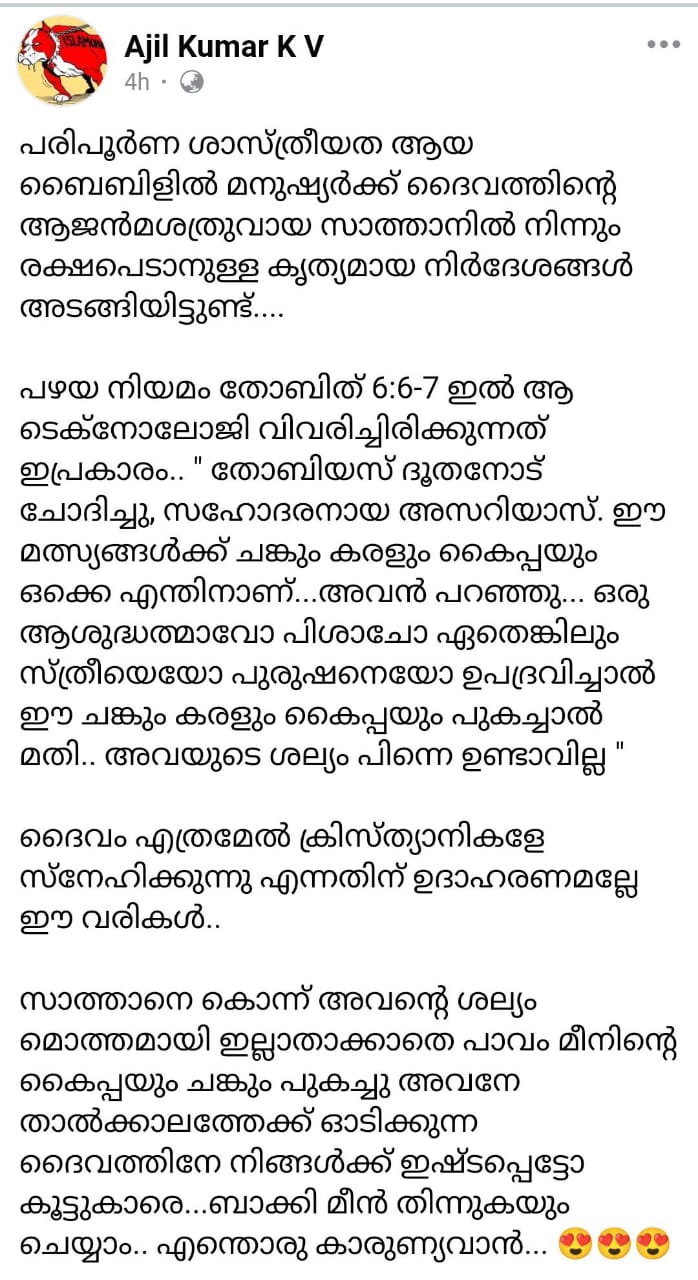 Ajil Kumar K V
4h
പരിപൂർണ ശാസ്ത്രീയത ആയ
ബൈബിളിൽ മനുഷ്യർക്ക് ദൈവത്തിന്റെ
ആജൻമശത്രുവായ സാത്താനിൽ നിന്നും
രക്ഷപെടാനുള്ള കൃത്യമായ നിർദേശങ്ങൾ
അടങ്ങിയിട്ടുണ്ട്....
പഴയ നിയമം തോബിത് 6:6-7 ഇൽ ആ
ടെക്നോലോജി വിവരിച്ചിരിക്കുന്നത്
ഇപ്രകാരം.. " തോബിയസ് ദൂതനോട്
ചോദിച്ചു, സഹോദരനായ അസറിയാസ്. ഈ
മത്സ്യങ്ങൾക്ക് ചങ്കും കരളും കൈപ്പയും
ഒക്കെ എന്തിനാണ്...അവൻ പറഞ്ഞു... ഒരു
ആശുദ്ധത്മാവോ പിശാചോ ഏതെങ്കിലും
സ്ത്രീയെയോ പുരുഷനെയോ ഉപദ്രവിച്ചാൽ
ഈ ചങ്കും കരളും കൈപ്പയും പുകച്ചാൽ
മതി.. അവയുടെ ശല്യം പിന്നെ ഉണ്ടാവില്ല "
ദൈവം എത്രമേൽ ക്രിസ്ത്യാനികളേ
സ്നേഹിക്കുന്നു എന്നതിന് ഉദാഹരണമല്ലേ
ഈ വരികൾ..
സാത്താനെ കൊന്ന് അവന്റെ ശല്യം
മൊത്തമായി ഇല്ലാതാക്കാതെ പാവം മീനിന്റെ
കൈപ്പയും ചങ്കും പുകച്ചു അവനേ
താൽക്കാലത്തേക്ക് ഓടിക്കുന്ന
ദൈവത്തിനേ നിങ്ങൾക്ക് ഇഷ്ടപ്പെട്ടോ
കൂട്ടുകാരെ...ബാക്കി മീൻ തിന്നുകയും
ചെയ്യാം.. എന്തൊരു കാരുണ്യവാൻ... 😍😍😍